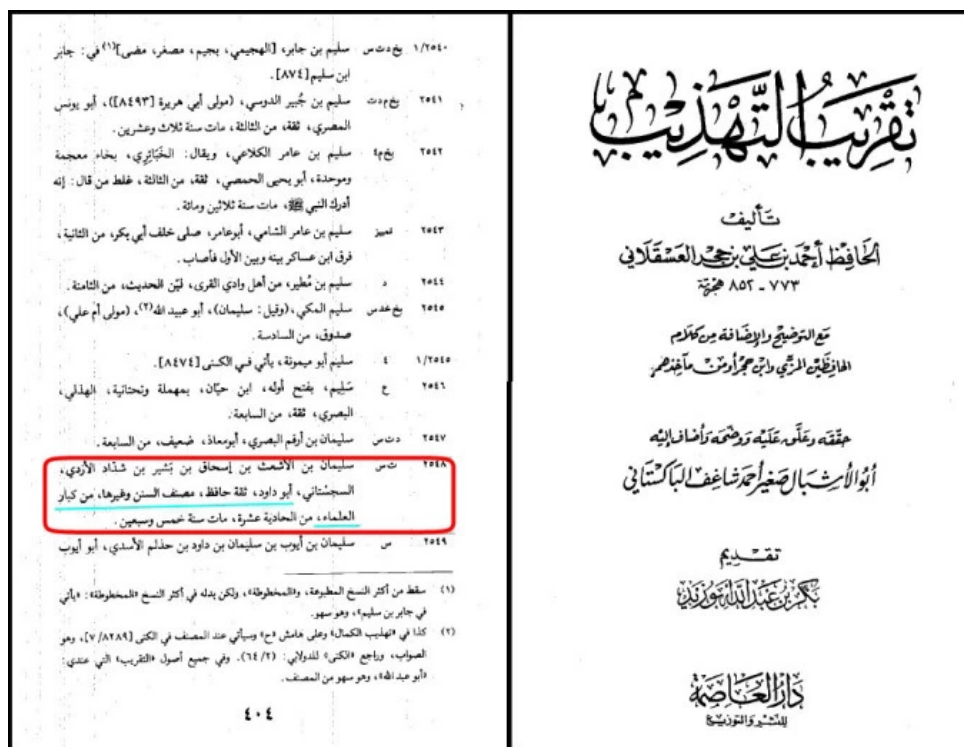 تقريب التهذيب
تأليف
الحافظ أحمد بن علي بن حجر العسقلاني
٧٧٣ - ٨٥٢ هجرية
مع التوضيح والإضافة من كلام
الحافظين المزي وابن حجر أو من مآخذهم
حققه وعلق عليه ووضحه وأضاف إليه
أبو الأشبال صغير أحمد شاغف الباكستاني
تقديم
بكر بن عبد الله أبو زيد
دار العاصمة
للنشر والتوزيع
١/٢٥٤٠ بخ د ت س سليم بن جابر، [الهجيمي، بجيم، مصغر، مضى](١) في: جابر
ابن سليم [٨٧٤].
٢٥٤١ بخ م د ت سليم بن جُبير الدوسي، (مولى أبي هريرة [٨٤٩٣])، أبو يونس
المصري، ثقة، من الثالثة، مات سنة ثلاث وعشرين.
٢٥٤٢ بخ م ٤ سليم بن عامر الكلاعي، ويقال: الخَبَائِرِي، بخاء معجمة
وموحدة، أبو يحيى الحمصي، ثقة، من الثالثة، غلط من قال: إنه
أدرك النبي ﷺ، مات سنة ثلاثين ومائة.
٢٥٤٣ تمييز سليم بن عامر الشامي، أبو عامر، صلى خلف أبي بكر، من الثانية،
فرق ابن عساكر بينه وبين الأول فأصاب.
٢٥٤٤ د سليم بن مُطير، من أهل وادي القرى، ليّن الحديث، من الثامنة.
٢٥٤٥ بخ خد س سليم المكي، (وقيل: سليمان)، أبو عبيد الله(٢)، (مولى أم علي)،
صدوق، من السادسة.
١/٢٥٤٥ ٤ سليم أبو ميمونة، يأتي في الكنى [٨٤٧٤].
٢٥٤٦ خ سَلِيم، بفتح أوله، ابن حيّان، بمهملة وتحتانية، الهذلي،
البصري، ثقة، من السابعة.
٢٥٤٧ د ت س سليمان بن أرقم البصري، أبو معاذ، ضعيف، من السابعة.
٢٥٤٨ ت س سليمان بن الأشعث بن إسحاق بن بَشير بن شدّاد الأزدي،
السجستاني، أبو داود، ثقة حافظ، مصنف السنن وغيرها، من كبار
العلماء، من الحادية عشرة، مات سنة خمس وسبعين.
٢٥٤٩ س سليمان بن أيوب بن سليمان بن داود بن حذلم الأسدي، أبو أيوب
(١) سقط من أكثر النسخ المطبوعة، و«المخطوطة»، ولكن بدله في أكثر النسخ «المخطوطة»: «يأتي
في جابر بن سليم»، وهو سهو.
(٢) كذا في «تهذيب الكمال» وعلى هامش «ح» وسيأتي عند المصنف في الكنى [٧/٨٢٨٩]، وهو
الصواب، وراجع «الكنى» للدولابي: (٢/ ٦٤). وفي جميع أصول «التقريب» التي عندي:
«أبو عبد الله»، وهو سهو من المصنف.
٤٠٤